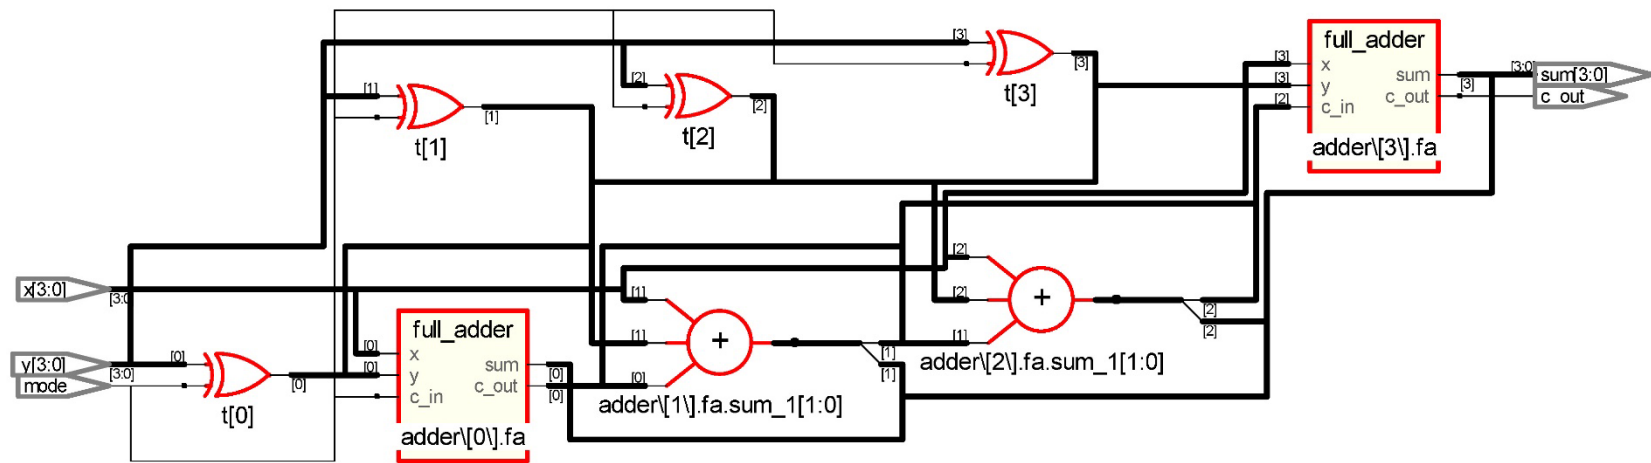 [3]
[3]
t[3]
full_adder
[3] x
[3] y
[2] c_in
sum [3]
c_out
adder\[3\].fa
[3:0] sum[3:0]
c_out
[1]
[1]
t[1]
[2]
[2]
t[2]
x[3:0] [3:0]
y[3:0] [3:0]
mode
[0]
[0]
t[0]
full_adder
[0] x
[0] y
c_in
sum [0]
c_out [0]
adder\[0\].fa
[1]
[1]
[0]
+
[1]
[1]
adder\[1\].fa.sum_1[1:0]
[2]
[2]
[1]
+
[2]
[2]
adder\[2\].fa.sum_1[1:0]